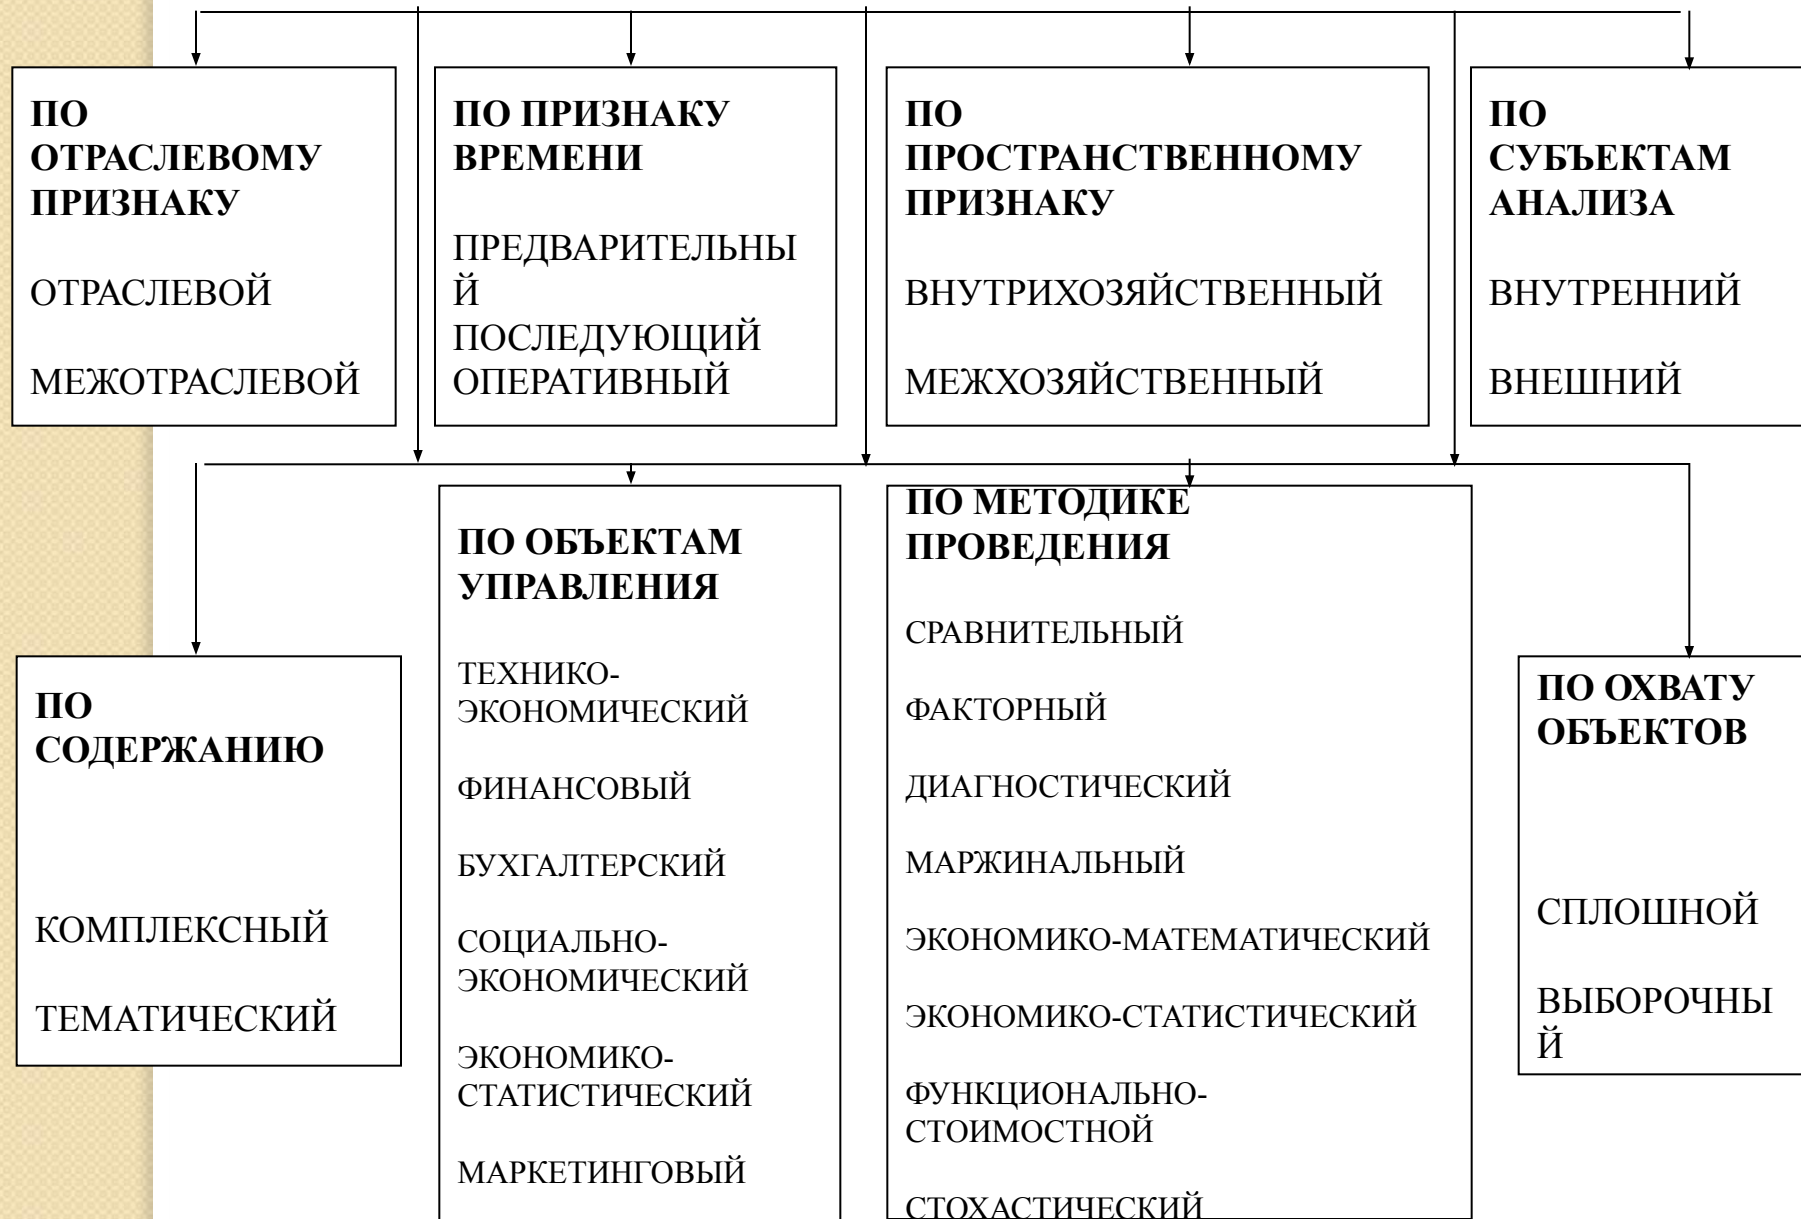 ПО
ОТРАСЛЕВОМУ
ПРИЗНАКУ
ОТРАСЛЕВОЙ
МЕЖОТРАСЛЕВОЙ
ПО ПРИЗНАКУ
ВРЕМЕНИ
ПРЕДВАРИТЕЛЬНЫ
Й
ПОСЛЕДУЮЩИЙ
ОПЕРАТИВНЫЙ
ПО
ПРОСТРАНСТВЕННОМУ
ПРИЗНАКУ
ВНУТРИХОЗЯЙСТВЕННЫЙ
МЕЖХОЗЯЙСТВЕННЫЙ
ПО
СУБЪЕКТАМ
АНАЛИЗА
ВНУТРЕННИЙ
ВНЕШНИЙ
ПО
СОДЕРЖАНИЮ
КОМПЛЕКСНЫЙ
ТЕМАТИЧЕСКИЙ
ПО ОБЪЕКТАМ
УПРАВЛЕНИЯ
ТЕХНИКО-
ЭКОНОМИЧЕСКИЙ
ФИНАНСОВЫЙ
БУХГАЛТЕРСКИЙ
СОЦИАЛЬНО-
ЭКОНОМИЧЕСКИЙ
ЭКОНОМИКО-
СТАТИСТИЧЕСКИЙ
МАРКЕТИНГОВЫЙ
ПО МЕТОДИКЕ
ПРОВЕДЕНИЯ
СРАВНИТЕЛЬНЫЙ
ФАКТОРНЫЙ
ДИАГНОСТИЧЕСКИЙ
МАРЖИНАЛЬНЫЙ
ЭКОНОМИКО-МАТЕМАТИЧЕСКИЙ
ЭКОНОМИКО-СТАТИСТИЧЕСКИЙ
ФУНКЦИОНАЛЬНО-
СТОИМОСТНОЙ
СТОХАСТИЧЕСКИЙ
ПО ОХВАТУ
ОБЪЕКТОВ
СПЛОШНОЙ
ВЫБОРОЧНЫ
Й